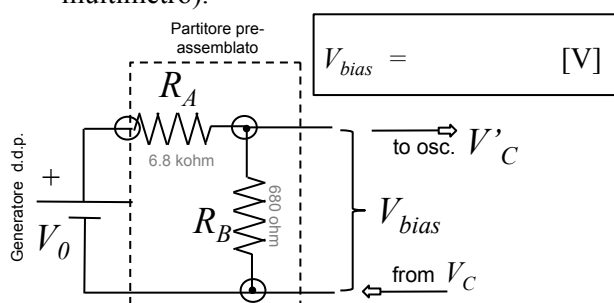 multimetro).
Partitore pre-
assemblato
V_bias = [V]
R_A
6.8 kohm
to osc. V'_C
Generatore d.d.p.
+
V_0
R_B
680 ohm
V_bias
from V_C